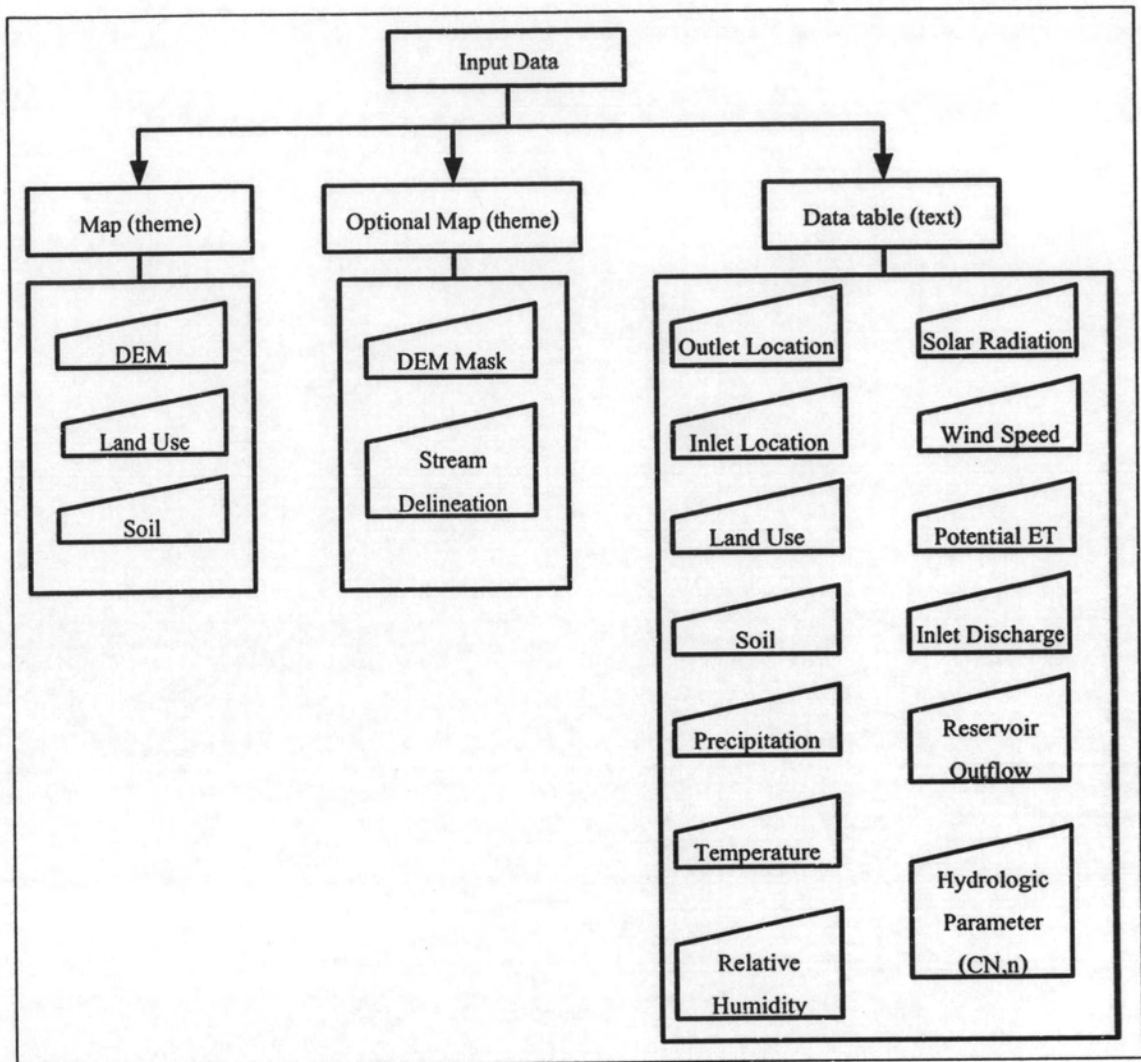 Input Data
Map (theme)
DEM
Land Use
Soil
Optional Map (theme)
DEM Mask
Stream
Delineation
Data table (text)
Outlet Location
Inlet Location
Land Use
Soil
Precipitation
Temperature
Relative
Humidity
Solar Radiation
Wind Speed
Potential ET
Inlet Discharge
Reservoir
Outflow
Hydrologic
Parameter
(CN,n)